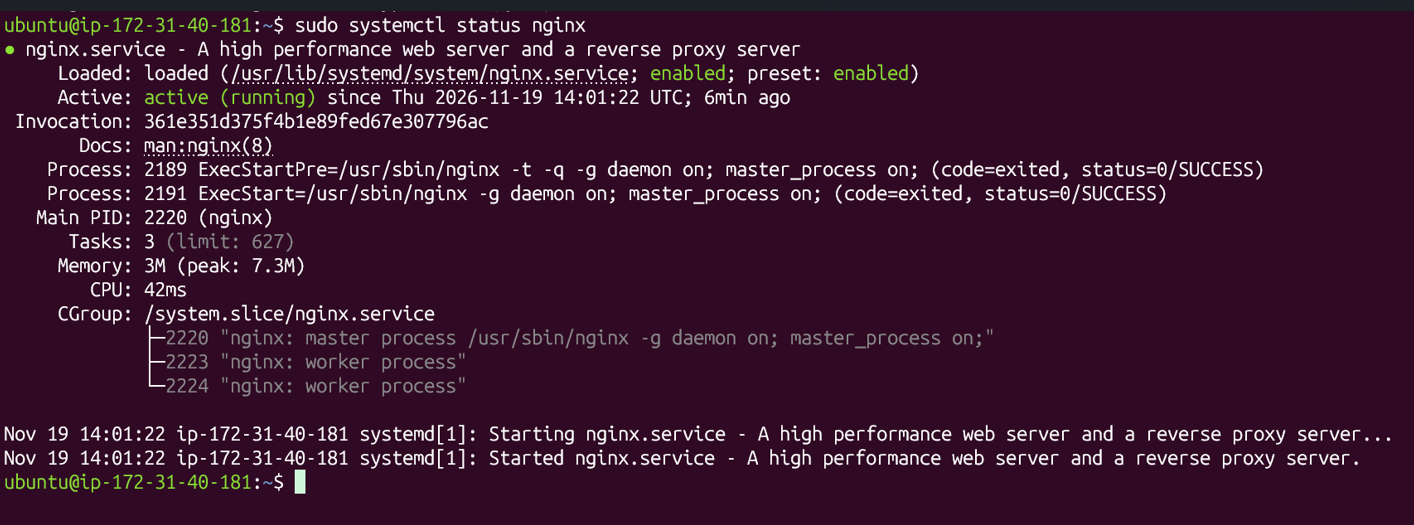 ubuntu@ip-172-31-40-181:~$ sudo systemctl status nginx
● nginx.service - A high performance web server and a reverse proxy server
     Loaded: loaded (/usr/lib/systemd/system/nginx.service; enabled; preset: enabled)
     Active: active (running) since Thu 2026-11-19 14:01:22 UTC; 6min ago
 Invocation: 361e351d375f4b1e89fed67e307796ac
       Docs: man:nginx(8)
    Process: 2189 ExecStartPre=/usr/sbin/nginx -t -q -g daemon on; master_process on; (code=exited, status=0/SUCCESS)
    Process: 2191 ExecStart=/usr/sbin/nginx -g daemon on; master_process on; (code=exited, status=0/SUCCESS)
   Main PID: 2220 (nginx)
      Tasks: 3 (limit: 627)
     Memory: 3M (peak: 7.3M)
        CPU: 42ms
     CGroup: /system.slice/nginx.service
             ├─2220 "nginx: master process /usr/sbin/nginx -g daemon on; master_process on;"
             ├─2223 "nginx: worker process"
             └─2224 "nginx: worker process"

Nov 19 14:01:22 ip-172-31-40-181 systemd[1]: Starting nginx.service - A high performance web server and a reverse proxy server...
Nov 19 14:01:22 ip-172-31-40-181 systemd[1]: Started nginx.service - A high performance web server and a reverse proxy server.
ubuntu@ip-172-31-40-181:~$